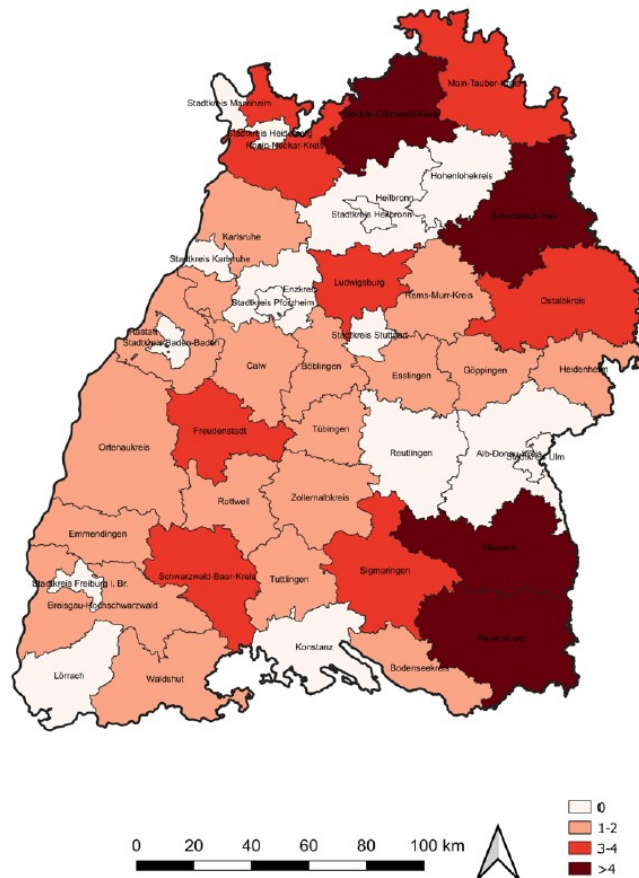 Main-Tauber-Kreis
Stadtkreis Mannheim
Neckar-Odenwald-Kreis
Stadtkreis Heidelberg
Rhein-Neckar-Kreis
Hohenlohekreis
Heilbronn
Stadtkreis Heilbronn
Schwäbisch Hall
Karlsruhe
Stadtkreis Karlsruhe
Ludwigsburg
Enzkreis
Stadtkreis Pforzheim
Rems-Murr-Kreis
Ostalbkreis
Rastatt
Stadtkreis Stuttgart
Stadtkreis Baden-Baden
Calw
Böblingen
Esslingen
Göppingen
Heidenheim
Freudenstadt
Tübingen
Ortenaukreis
Reutlingen
Alb-Donau-Kreis
Stadtkreis Ulm
Rottweil
Zollernalbkreis
Emmendingen
Biberach
Stadtkreis Freiburg i. Br.
Schwarzwald-Baar-Kreis
Tuttlingen
Sigmaringen
Breisgau-Hochschwarzwald
Ravensburg
Konstanz
Bodenseekreis
Lörrach
Waldshut
0
1-2
3-4
>4
0 20 40 60 80 100 km